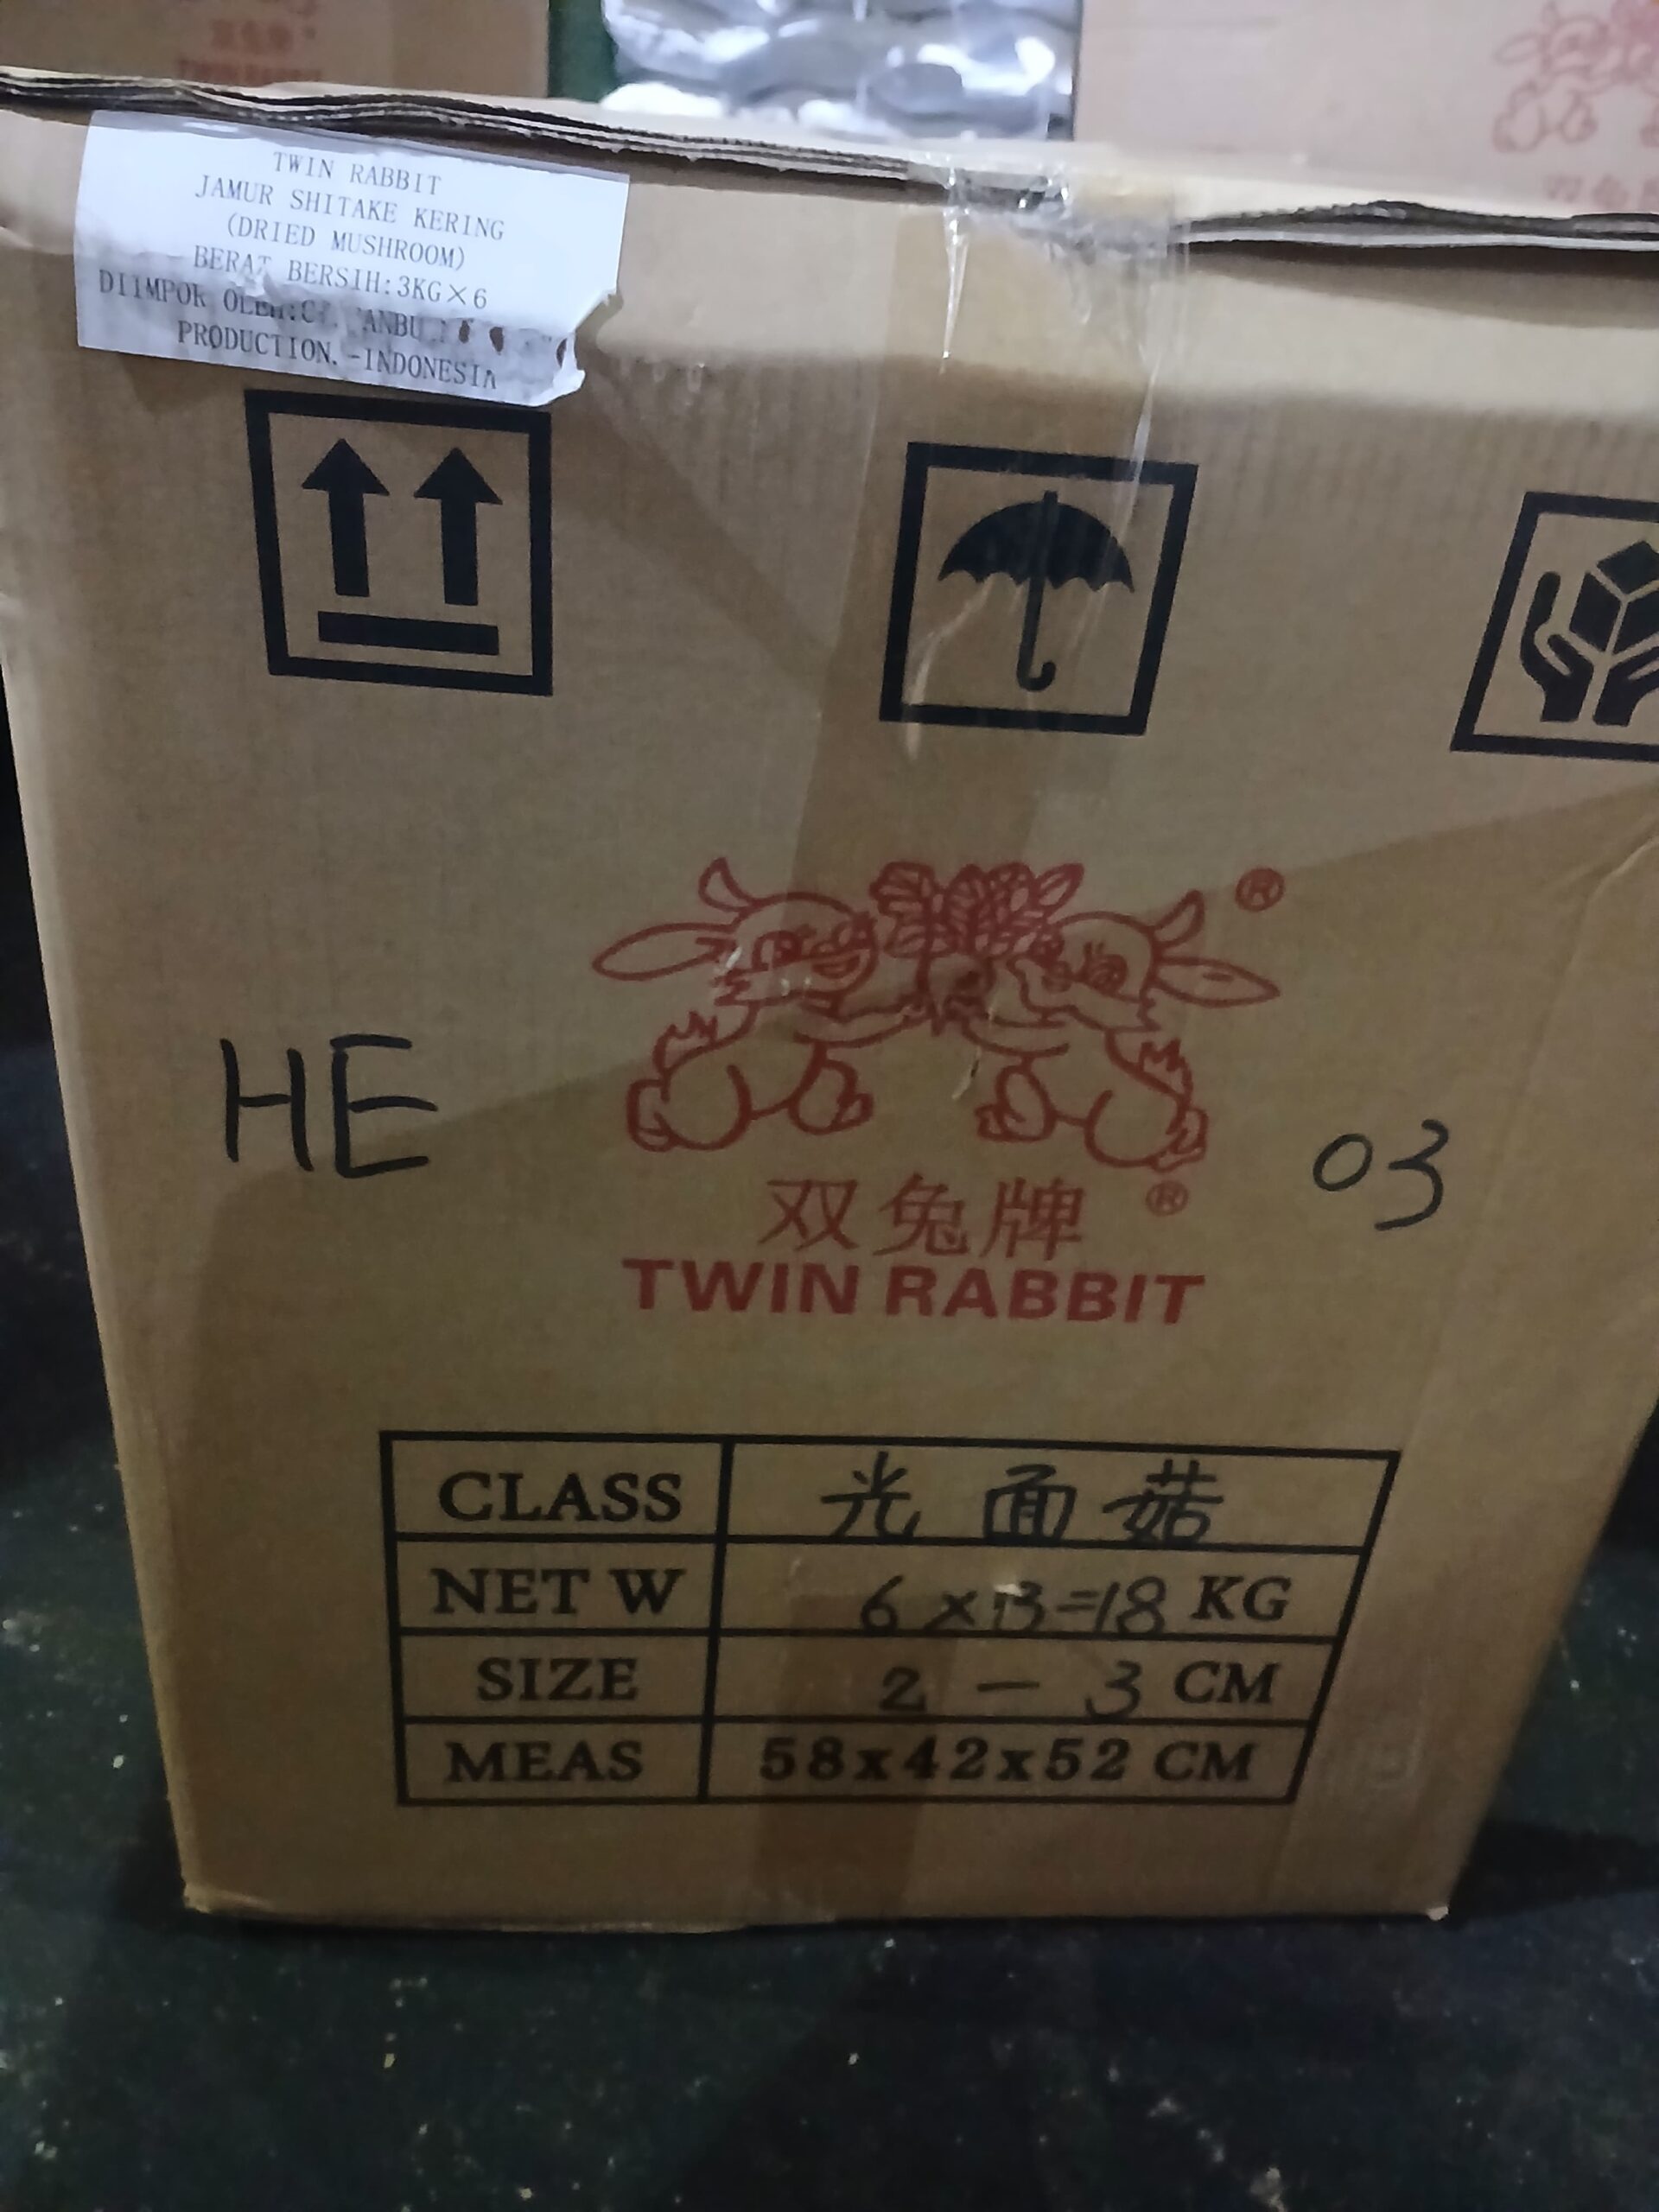 TWIN RABBIT
JAMUR SHITAKE KERING
(DRIED MUSHROOM)
BERAT BERSIH:3KG×6
DIIMPOR OLEH:
PRODUCTION.-INDONESIA
®
HE
03
双兔牌®
TWIN RABBIT
CLASS 光面菇
NET W 6×3=18 KG
SIZE 2-3 CM
MEAS 58x42x52 CM